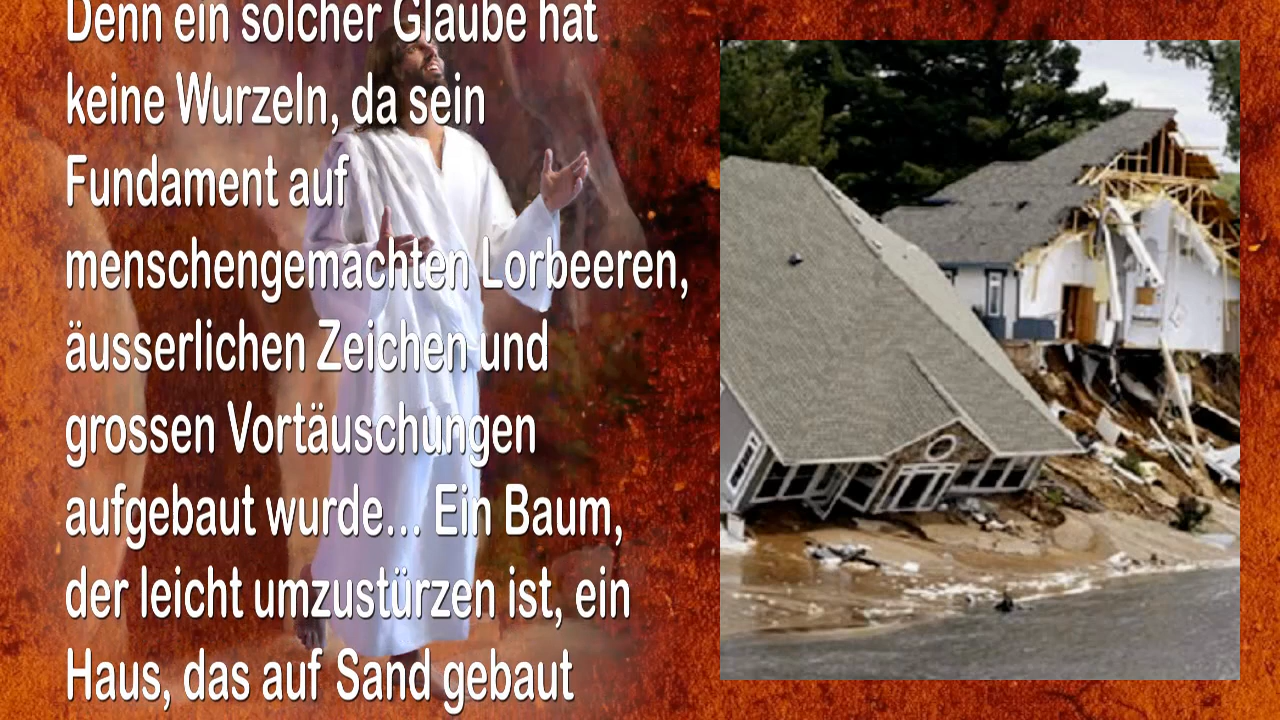 Denn ein solcher Glaube hat
keine Wurzeln, da sein
Fundament auf
menschengemachten Lorbeeren,
äusserlichen Zeichen und
grossen Vortäuschungen
aufgebaut wurde… Ein Baum,
der leicht umzustürzen ist, ein
Haus, das auf Sand gebaut